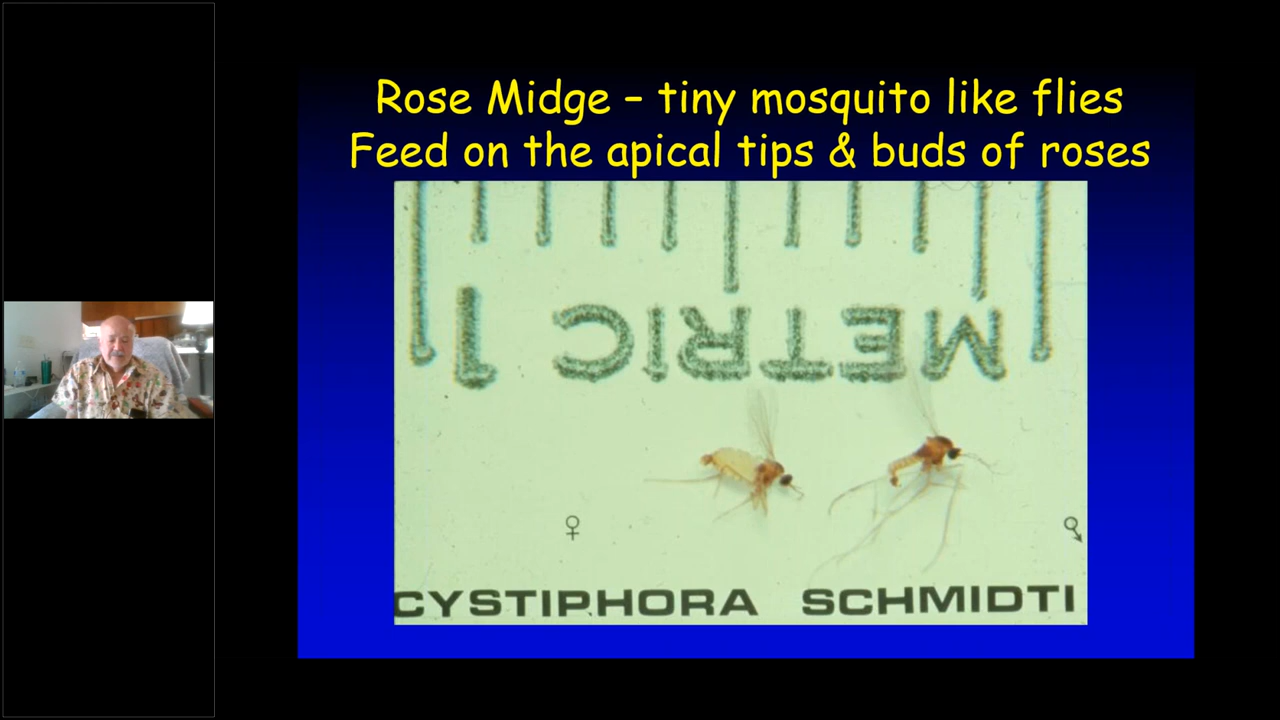 Rose Midge – tiny mosquito like flies
Feed on the apical tips & buds of roses
METRIC 1
♀ ♂
CYSTIPHORA SCHMIDTI